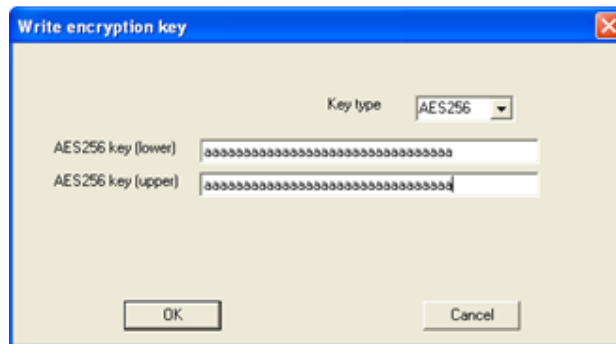 Write encryption key
Key type AES256
AES256 key (lower) aaaaaaaaaaaaaaaaaaaaaaaaaaaaaaaa
AES256 key (upper) aaaaaaaaaaaaaaaaaaaaaaaaaaaaaaaa
OK Cancel